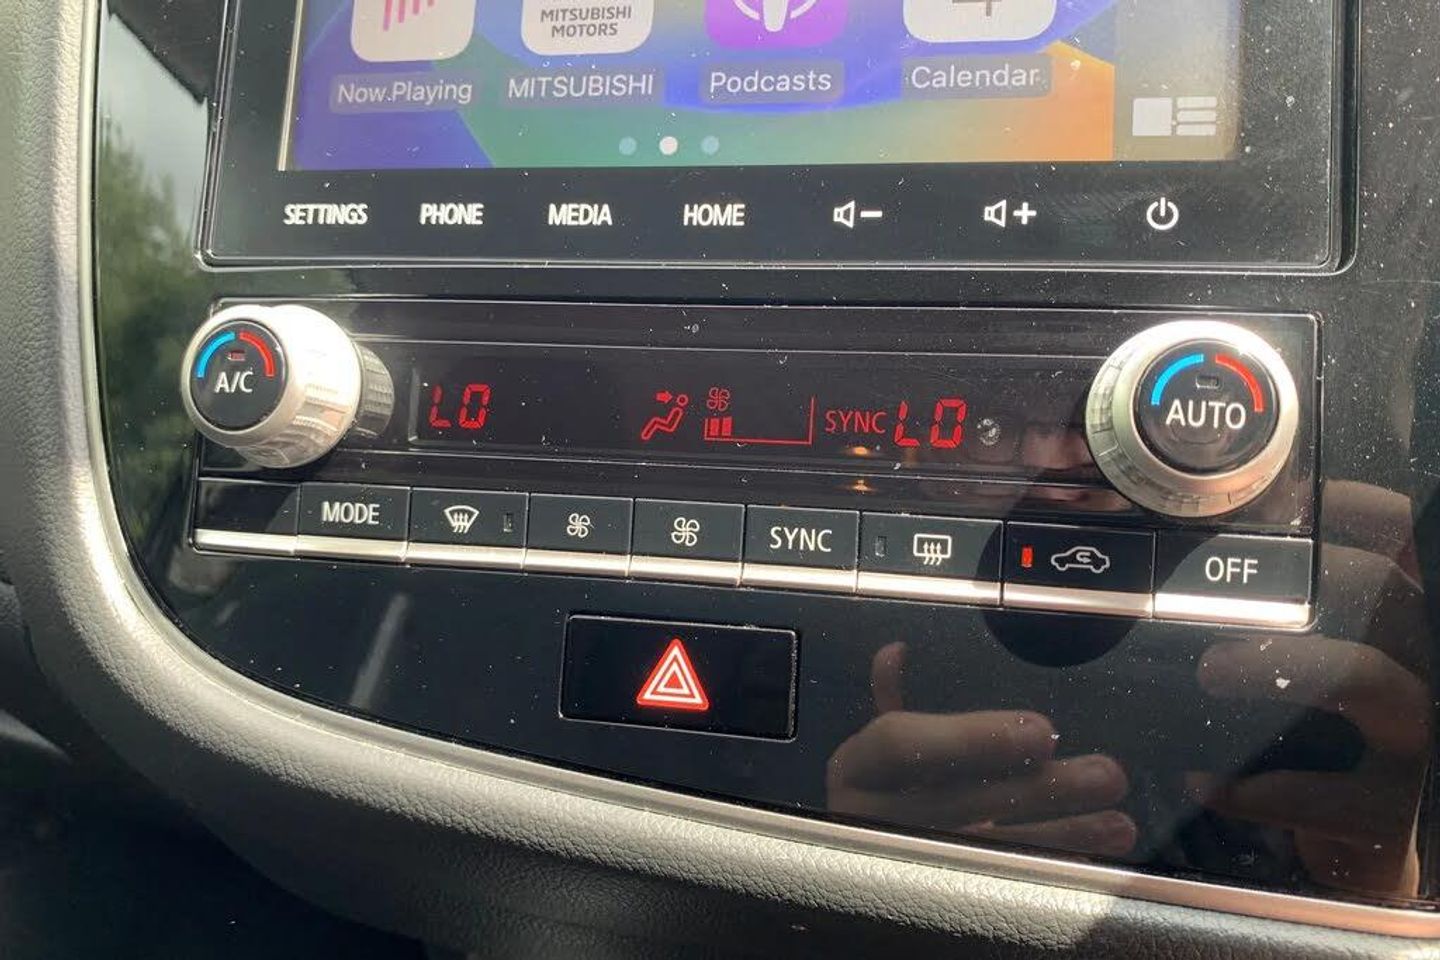 MITSUBISHI
MOTORS
Now Playing
MITSUBISHI
Podcasts
Calendar
SETTINGS
PHONE
MEDIA
HOME
A/C
LO
SYNC
LO
AUTO
MODE
SYNC
OFF